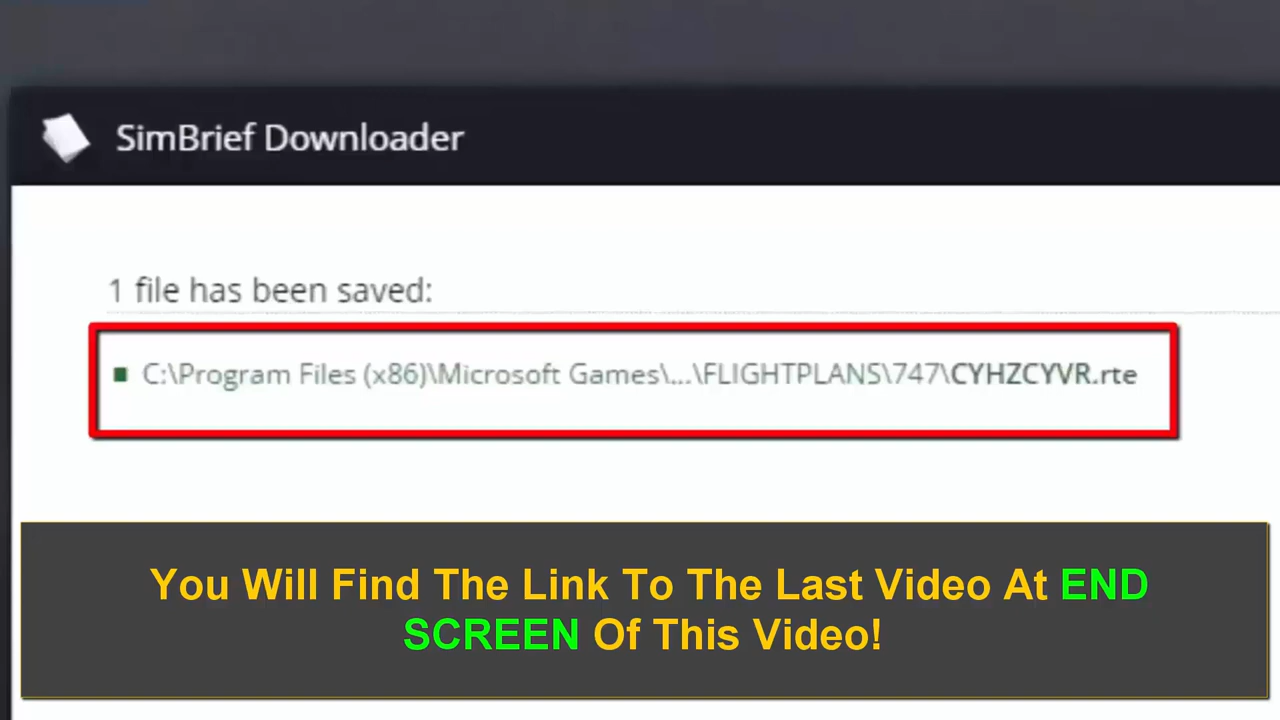 SimBrief Downloader
1 file has been saved:
C:\Program Files (x86)\Microsoft Games\...\FLIGHTPLANS\747\CYHZCYVR.rte
You Will Find The Link To The Last Video At END
SCREEN Of This Video!